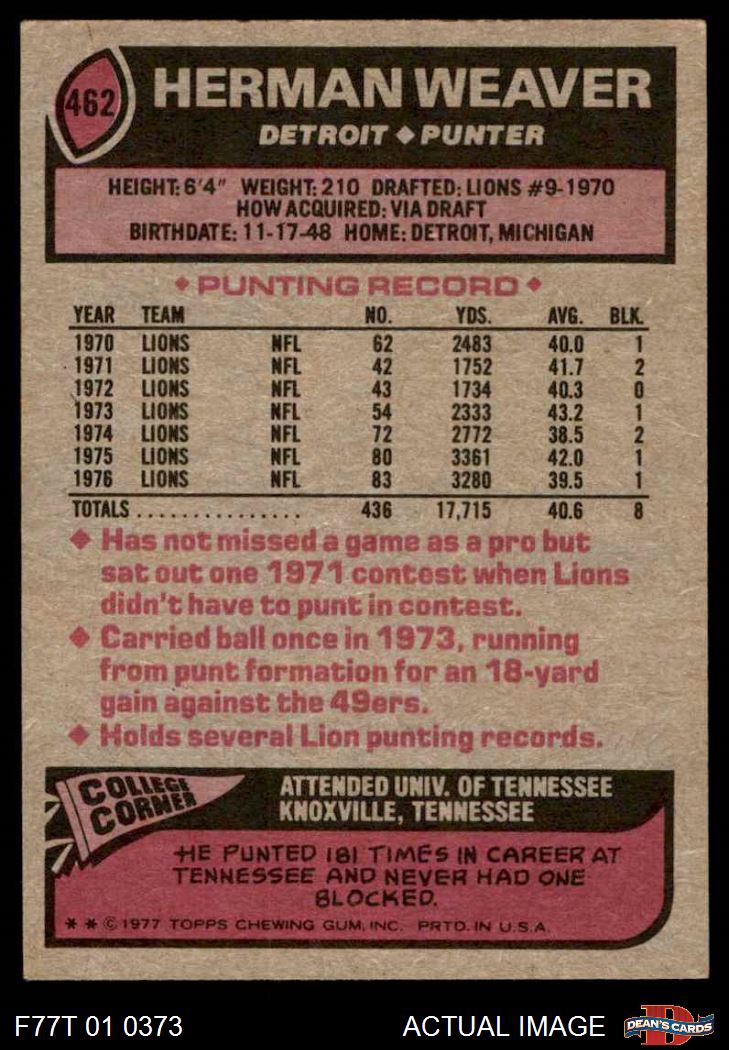 462
HERMAN WEAVER
DETROIT ◆ PUNTER
HEIGHT: 6'4" WEIGHT: 210 DRAFTED: LIONS #9-1970
HOW ACQUIRED: VIA DRAFT
BIRTHDATE: 11-17-48 HOME: DETROIT, MICHIGAN
◆ PUNTING RECORD ◆
YEAR TEAM NO. YDS. AVG. BLK.
1970 LIONS NFL 62 2483 40.0 1
1971 LIONS NFL 42 1752 41.7 2
1972 LIONS NFL 43 1734 40.3 0
1973 LIONS NFL 54 2333 43.2 1
1974 LIONS NFL 72 2772 38.5 2
1975 LIONS NFL 80 3361 42.0 1
1976 LIONS NFL 83 3280 39.5 1
TOTALS ............... 436 17,715 40.6 8
◆ Has not missed a game as a pro but
sat out one 1971 contest when Lions
didn't have to punt in contest.
◆ Carried ball once in 1973, running
from punt formation for an 18-yard
gain against the 49ers.
◆ Holds several Lion punting records.
COLLEGE
CORNER
ATTENDED UNIV. OF TENNESSEE
KNOXVILLE, TENNESSEE
HE PUNTED 181 TIMES IN CAREER AT
TENNESSEE AND NEVER HAD ONE
BLOCKED.
* * © 1977 TOPPS CHEWING GUM, INC. PRTD. IN U.S.A.
F77T 01 0373 ACTUAL IMAGE
DEAN'S CARDS